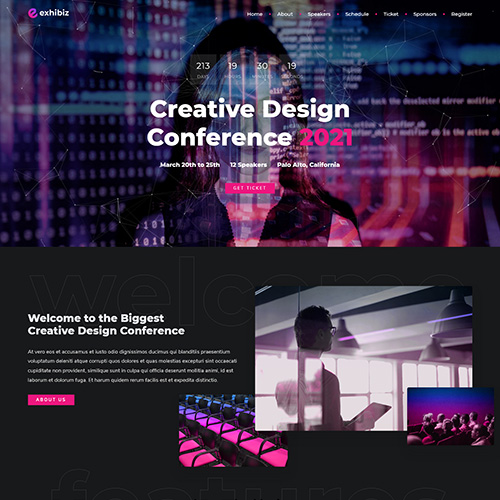 exhibiz
Home About Speakers Schedule Ticket Sponsors Register
213 19 30 19
DAYS HOURS MINUTES SECONDS
Creative Design
Conference 2021
March 20th to 25th 12 Speakers Palo Alto, California
GET TICKET
welcome
Welcome to the Biggest
Creative Design Conference
At vero eos et accusamus et iusto odio dignissimos ducimus qui blanditiis praesentium
voluptatum deleniti atque corrupti quos dolores et quas molestias excepturi sint occaecati
cupiditate non provident, similique sunt in culpa qui officia deserunt mollitia animi, id est
laborum et dolorum fuga. Et harum quidem rerum facilis est et expedita distinctio.
ABOUT US
features